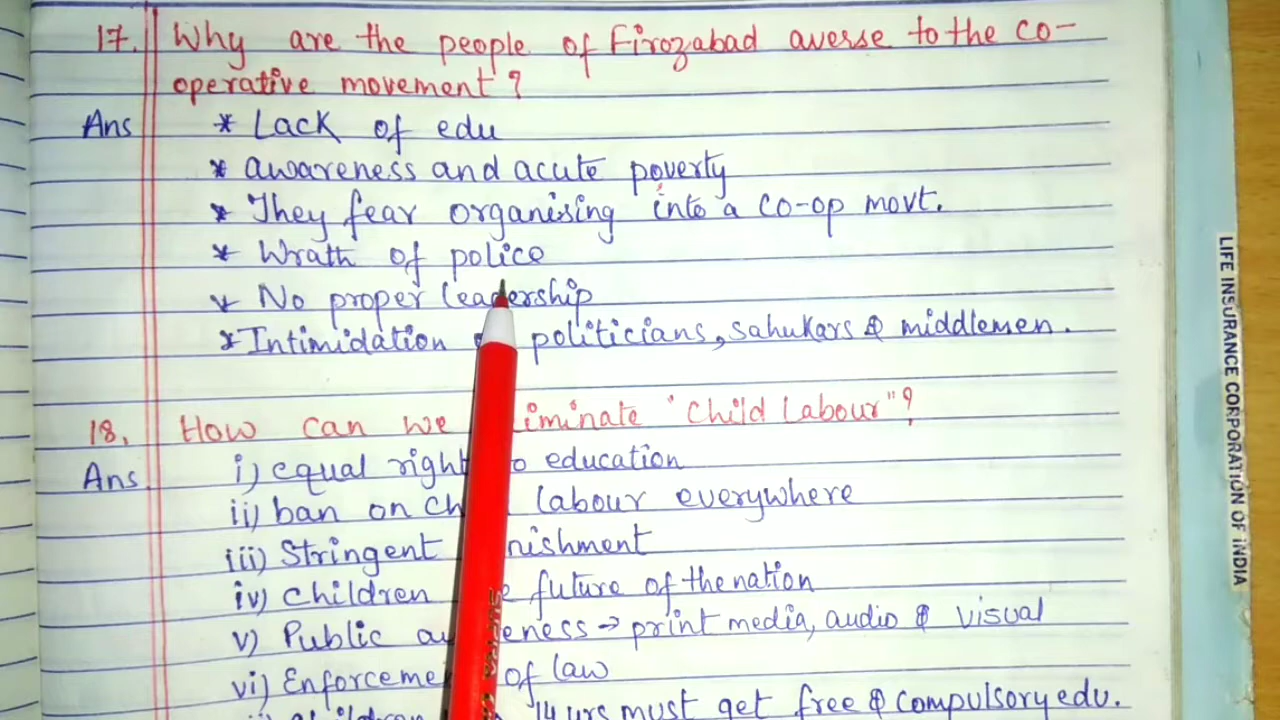 17. Why are the people of Firozabad averse to the co-
operative movement?
Ans * Lack of edu
* awareness and acute poverty
* They fear organising into a co-op movt.
* Wrath of police
* No proper leadership
* Intimidation politicians, sahukars & middlemen.
18. How can we iminate "Child Labour"?
Ans i) equal right o education
ii) ban on ch labour everywhere
iii) Stringent nishment
iv) children e future of the nation
v) Public aw eness → print media, audio & visual
vi) Enforcemen of law
14 yrs must get free & compulsory edu.
LIFE INSURANCE CORPORATION OF INDIA